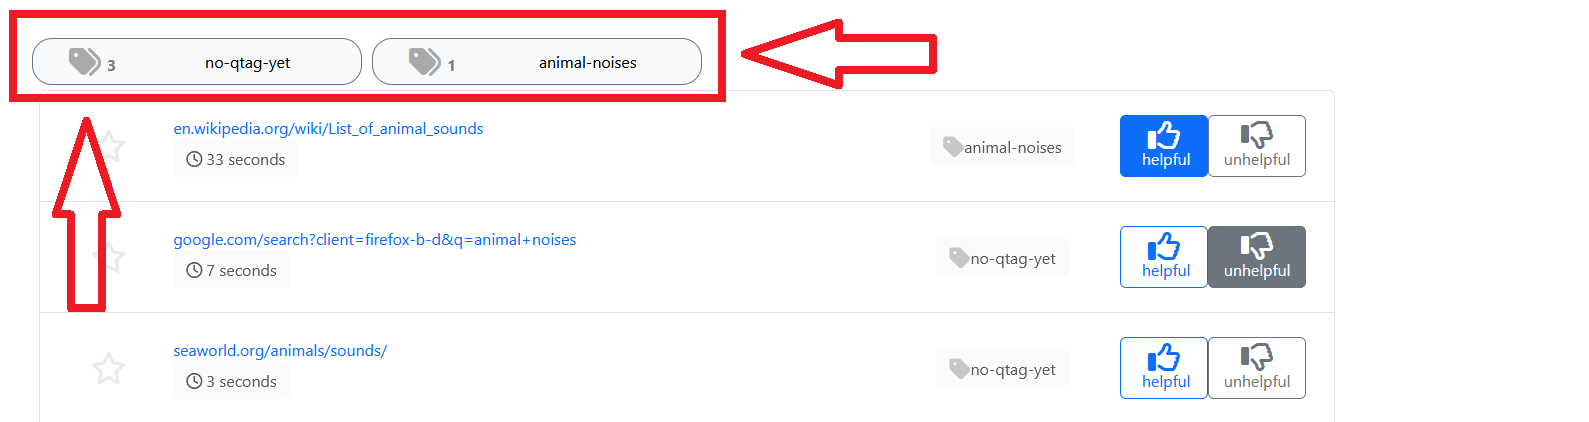 3 no-qtag-yet 1 animal-noises
en.wikipedia.org/wiki/List_of_animal_sounds
33 seconds
animal-noises
helpful unhelpful
google.com/search?client=firefox-b-d&q=animal+noises
7 seconds
no-qtag-yet
helpful unhelpful
seaworld.org/animals/sounds/
3 seconds
no-qtag-yet
helpful unhelpful